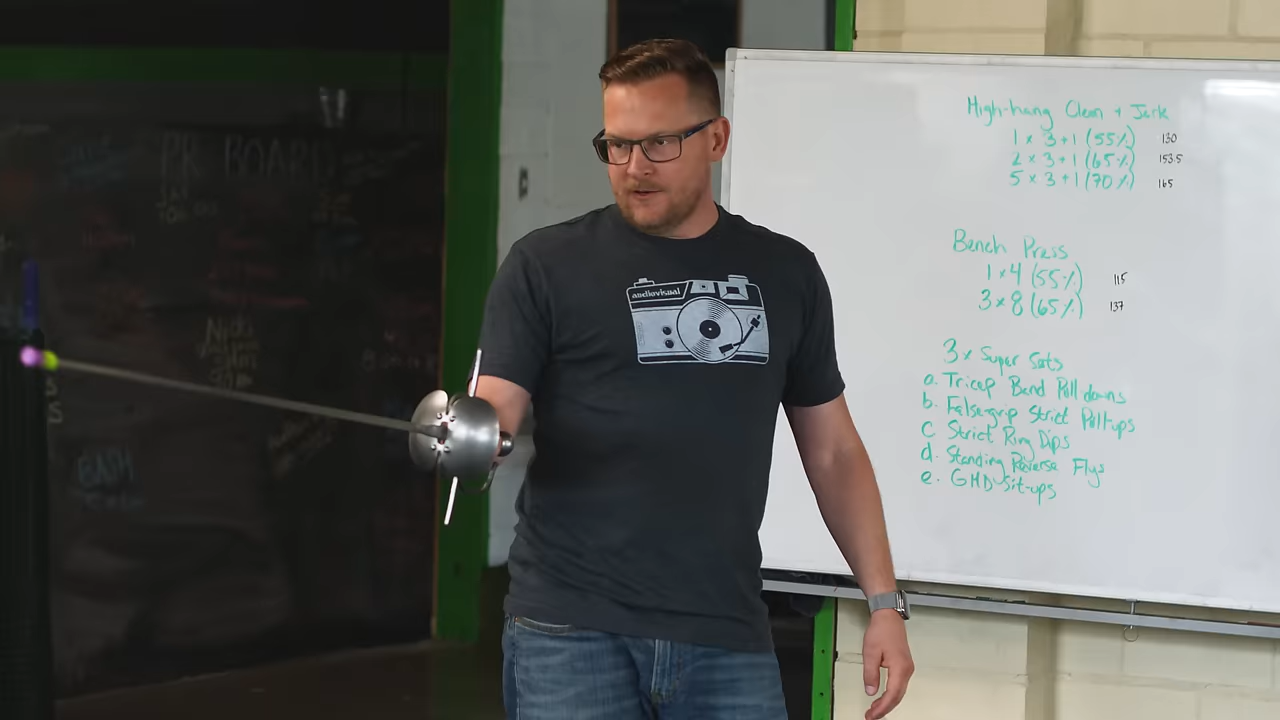 PR BOARD
audiovisual
High-hang Clean + Jerk
1 x 3+1 (55%) 130
2 x 3+1 (65%) 153.5
5 x 3+1 (70%) 165
Bench Press
1 x 4 (55%) 115
3 x 8 (65%) 137
3x Super Sets
a. Tricep Band Pull downs
b. Falsegrip Strict Pullups
c Strict Ring Dips
d. Standing Reverse Flys
e. GHD Sit-ups